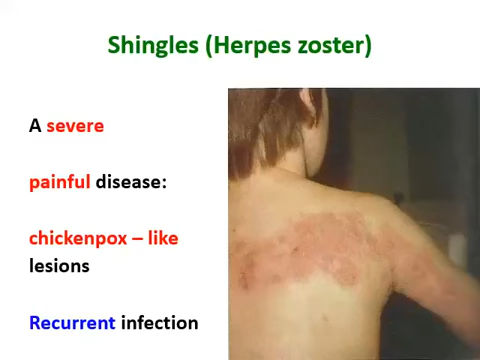 Shingles (Herpes zoster)
A severe
painful disease:
chickenpox – like
lesions
Recurrent infection